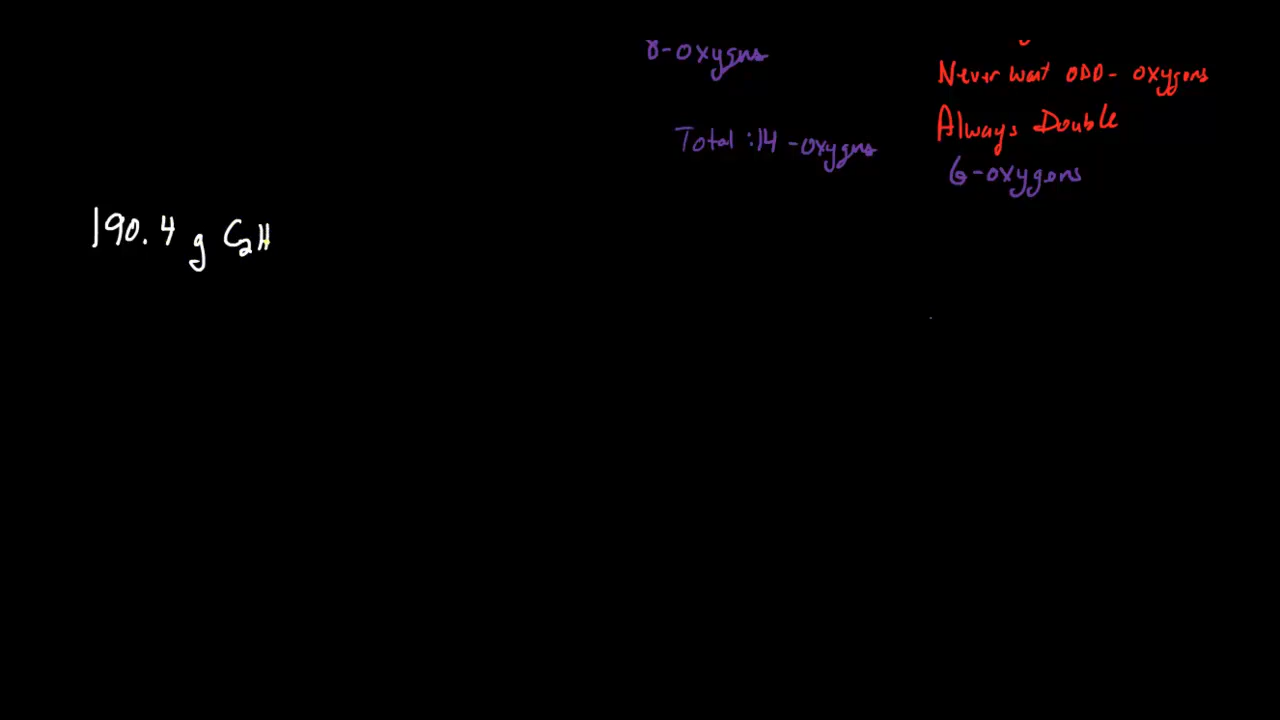 8-oxygens
Total : 14 - oxygens
Never want ODD - oxygens
Always Double
6-oxygens
190.4 g C₂H